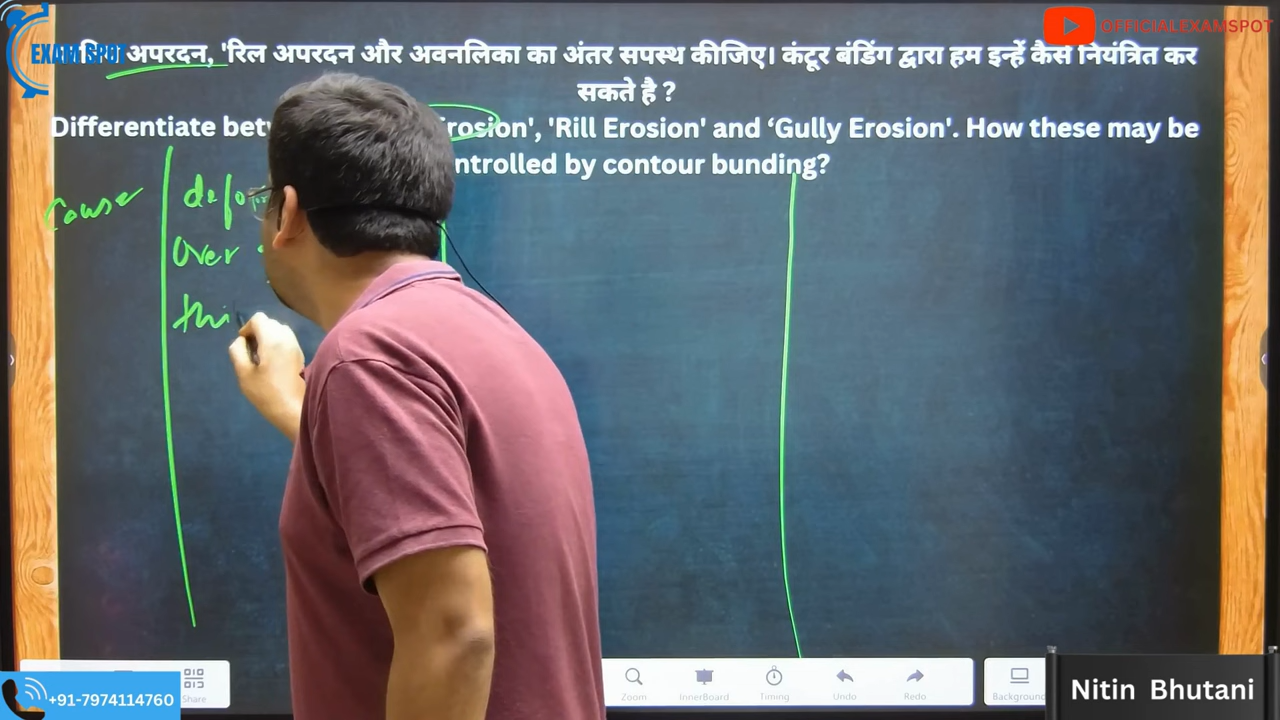 OFFICIALEXAMSPOT
EXAM SPOT
अपरदन, 'रिल अपरदन और अवनलिका का अंतर सपस्थ कीजिए। कंटूर बंडिंग द्वारा हम इन्हें कैसे नियंत्रित कर
सकते है ?
Differentiate Erosion', 'Rill Erosion' and ‘Gully Erosion'. How these may be
by contour bunding?
Cause
Over
Share
Zoom
InnerBoard
Timing
Undo
Redo
Background
+91-7974114760
Nitin Bhutani